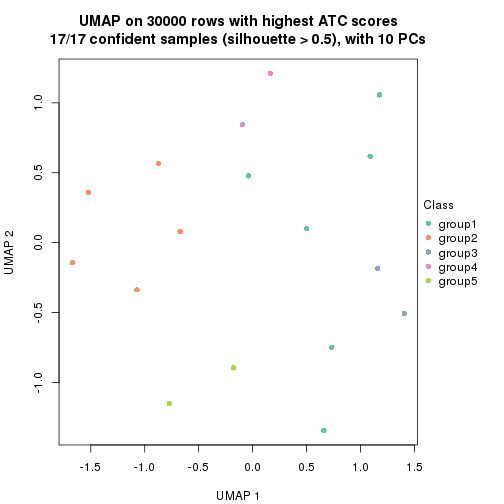 UMAP on 30000 rows with highest ATC scores
17/17 confident samples (silhouette > 0.5), with 10 PCs
UMAP 2
1.0
0.5
0.0
-0.5
-1.0
-1.5
-1.0
-0.5
0.0
0.5
1.0
1.5
UMAP 1
Class
group1
group2
group3
group4
group5